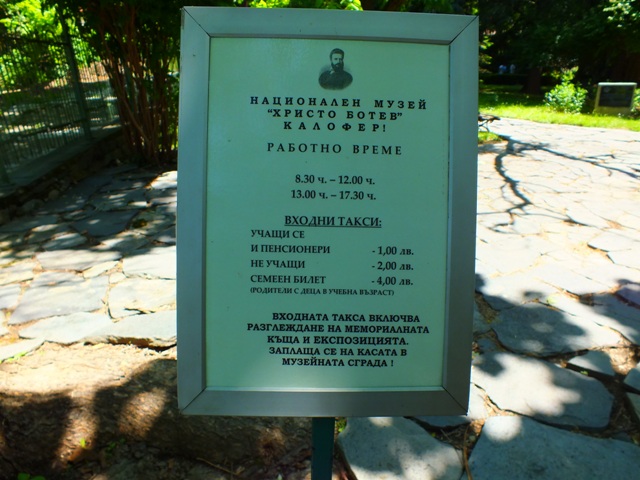 НАЦИОНАЛЕН МУЗЕЙ
"ХРИСТО БОТЕВ"
КАЛОФЕР!
РАБОТНО ВРЕМЕ
8.30 ч. – 12.00 ч.
13.00 ч. – 17.30 ч.
ВХОДНИ ТАКСИ:
УЧАЩИ СЕ
И ПЕНСИОНЕРИ - 1,00 лв.
НЕ УЧАЩИ - 2,00 лв.
СЕМЕЕН БИЛЕТ - 4,00 лв.
(РОДИТЕЛИ С ДЕЦА В УЧЕБНА ВЪЗРАСТ)
ВХОДНАТА ТАКСА ВКЛЮЧВА
РАЗГЛЕЖДАНЕ НА МЕМОРИАЛНАТА
КЪЩА И ЕКСПОЗИЦИЯТА.
ЗАПЛАЩА СЕ НА КАСАТА В
МУЗЕЙНАТА СГРАДА !